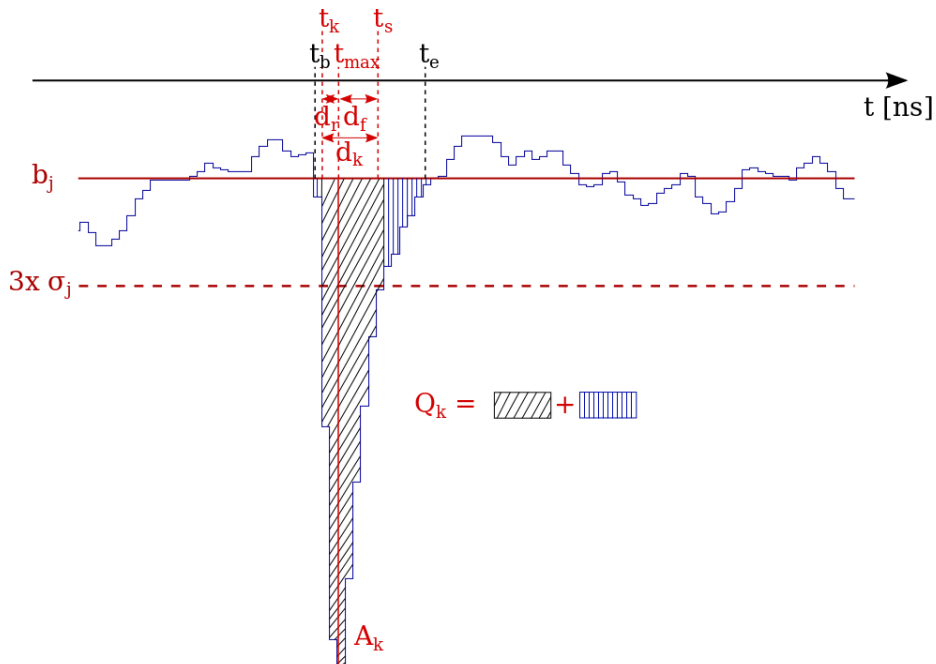 t_k t_s
t_b t_max t_e
t [ns]
d_r d_f
d_k
b_j
3x σ_j
Q_k = +
A_k